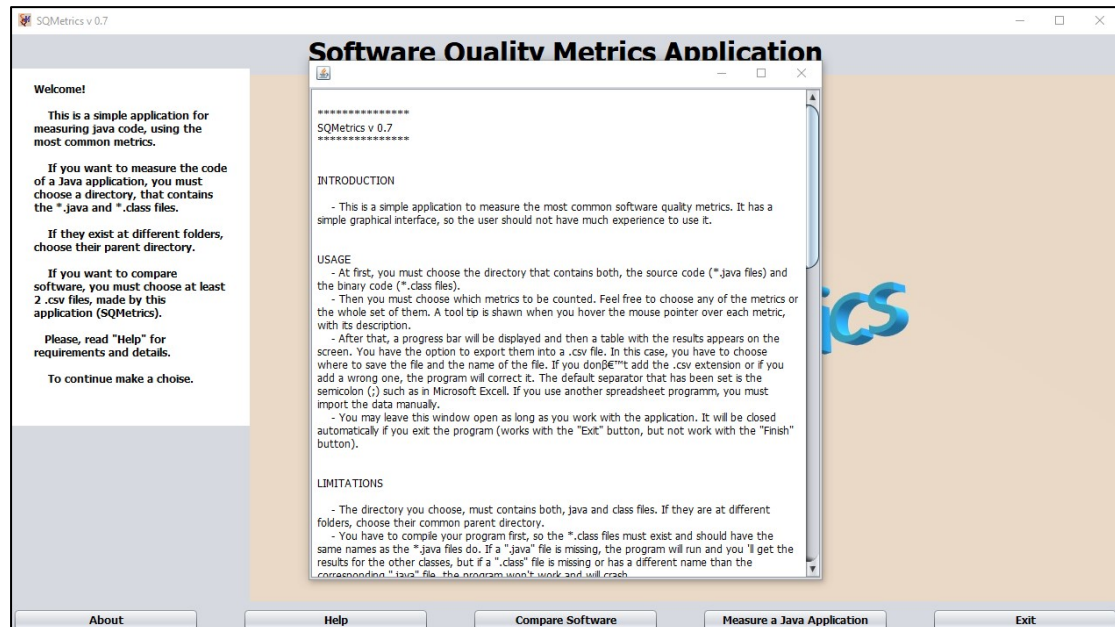 SQMetrics v 0.7
Software Quality Metrics Application
Welcome!
This is a simple application for
measuring java code, using the
most common metrics.
If you want to measure the code
of a Java application, you must
choose a directory, that contains
the *.java and *.class files.
If they exist at different folders,
choose their parent directory.
If you want to compare
software, you must choose at least
2 .csv files, made by this
application (SQMetrics).
Please, read "Help" for
requirements and details.
To continue make a choise.
***************
SQMetrics v 0.7
***************
INTRODUCTION
- This is a simple application to measure the most common software quality metrics. It has a
simple graphical interface, so the user should not have much experience to use it.
USAGE
- At first, you must choose the directory that contains both, the source code (*.java files) and
the binary code (*.class files).
- Then you must choose which metrics to be counted. Feel free to choose any of the metrics or
the whole set of them. A tool tip is shawn when you hover the mouse pointer over each metric,
with its description.
- After that, a progress bar will be displayed and then a table with the results appears on the
screen. You have the option to export them into a .csv file. In this case, you have to choose
where to save the file and the name of the file. If you donβ€™t add the .csv extension or if you
add a wrong one, the program will correct it. The default separator that has been set is the
semicolon (;) such as in Microsoft Excell. If you use another spreadsheet programm, you must
import the data manually.
- You may leave this window open as long as you work with the application. It will be closed
automatically if you exit the program (works with the "Exit" button, but not work with the "Finish"
button).
LIMITATIONS
- The directory you choose, must contains both, java and class files. If they are at different
folders, choose their common parent directory.
- You have to compile your program first, so the *.class files must exist and should have the
same names as the *.java files do. If a ".java" file is missing, the program will run and you 'll get the
results for the other classes, but if a ".class" file is missing or has a different name than the
corresponding ".java" file, the program won't work and will crash
ics
About
Help
Compare Software
Measure a Java Application
Exit